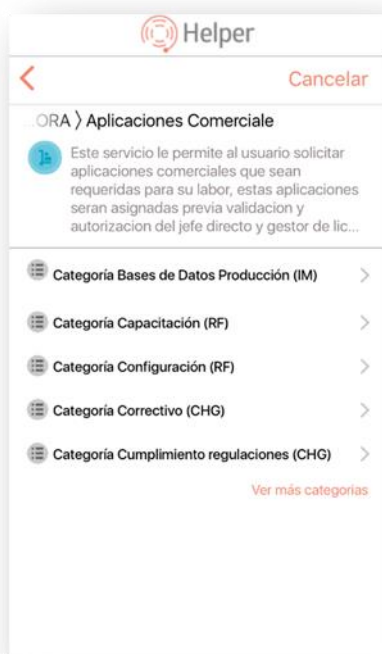 Helper
Cancelar
...ORA ⟩ Aplicaciones Comerciale
Este servicio le permite al usuario solicitar
aplicaciones comerciales que sean
requeridas para su labor, estas aplicaciones
seran asignadas previa validacion y
autorizacion del jefe directo y gestor de lic...
Categoría Bases de Datos Producción (IM)
Categoría Capacitación (RF)
Categoría Configuración (RF)
Categoría Correctivo (CHG)
Categoría Cumplimiento regulaciones (CHG)
Ver más categorias